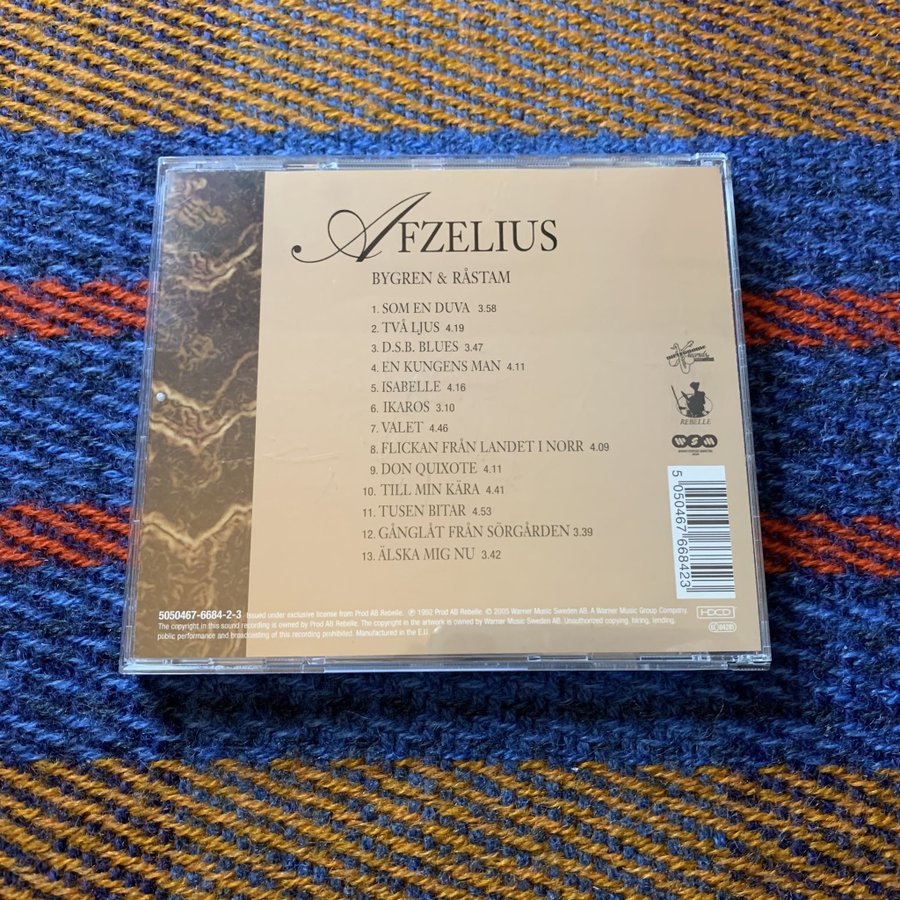 AFZELIUS
BYGREN & RÅSTAM
1. SOM EN DUVA 3.58
2. TVÅ LJUS 4.19
3. D.S.B. BLUES 3.47
4. EN KUNGENS MAN 4.11
5. ISABELLE 4.16
6. IKAROS 3.10
7. VALET 4.46
8. FLICKAN FRÅN LANDET I NORR 4.09
9. DON QUIXOTE 4.11
10. TILL MIN KÄRA 4.41
11. TUSEN BITAR 4.53
12. GÅNGLÅT FRÅN SÖRGÅRDEN 3.39
13. ÄLSKA MIG NU 3.42
REBELLE
WSM
5 050467 668423
5050467-6684-2-3 Issued under exclusive license from Prod AB Rebelle. ℗ 1992 Prod AB Rebelle. © 2005 Warner Music Sweden AB. A Warner Music Group Company.
The copyright in this sound recording is owned by Prod AB Rebelle. The copyright in the artwork is owned by Warner Music Sweden AB. Unauthorized copying, hiring, lending,
public performance and broadcasting of this recording prohibited. Manufactured in the E.U.
HDCD